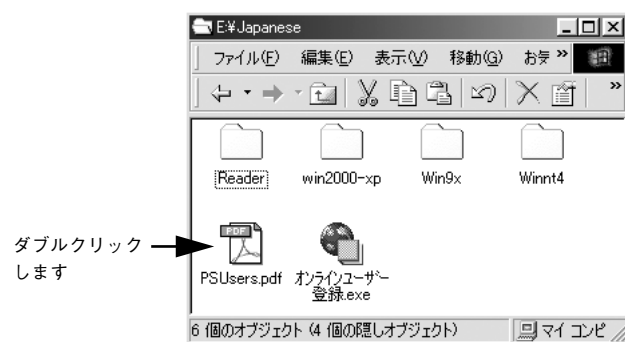 E:¥Japanese
ファイル(F) 編集(E) 表示(V) 移動(G) お気 »
»
Reader win2000-xp Win9x Winnt4
ダブルクリック
します
PDF
PSUsers.pdf オンラインユーザー
登録.exe
6 個のオブジェクト (4 個の隠しオブジェクト) マイ コンピ